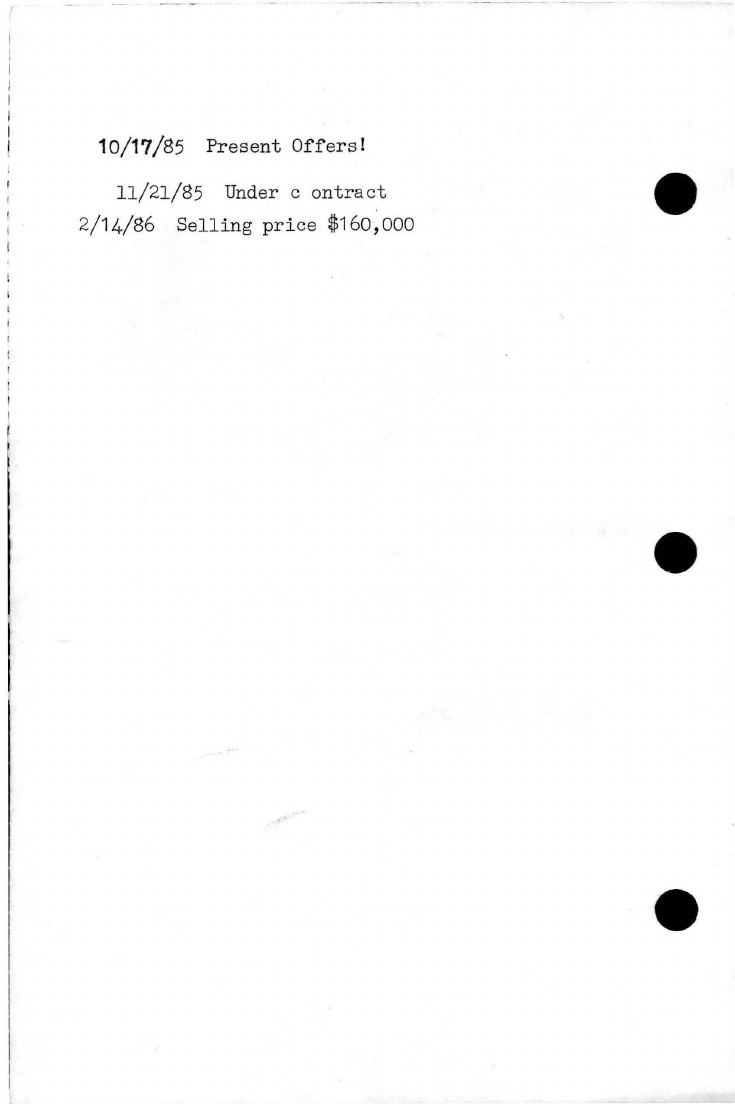 10/17/85 Present Offers!
11/21/85 Under c ontract
2/14/86 Selling price $160,000